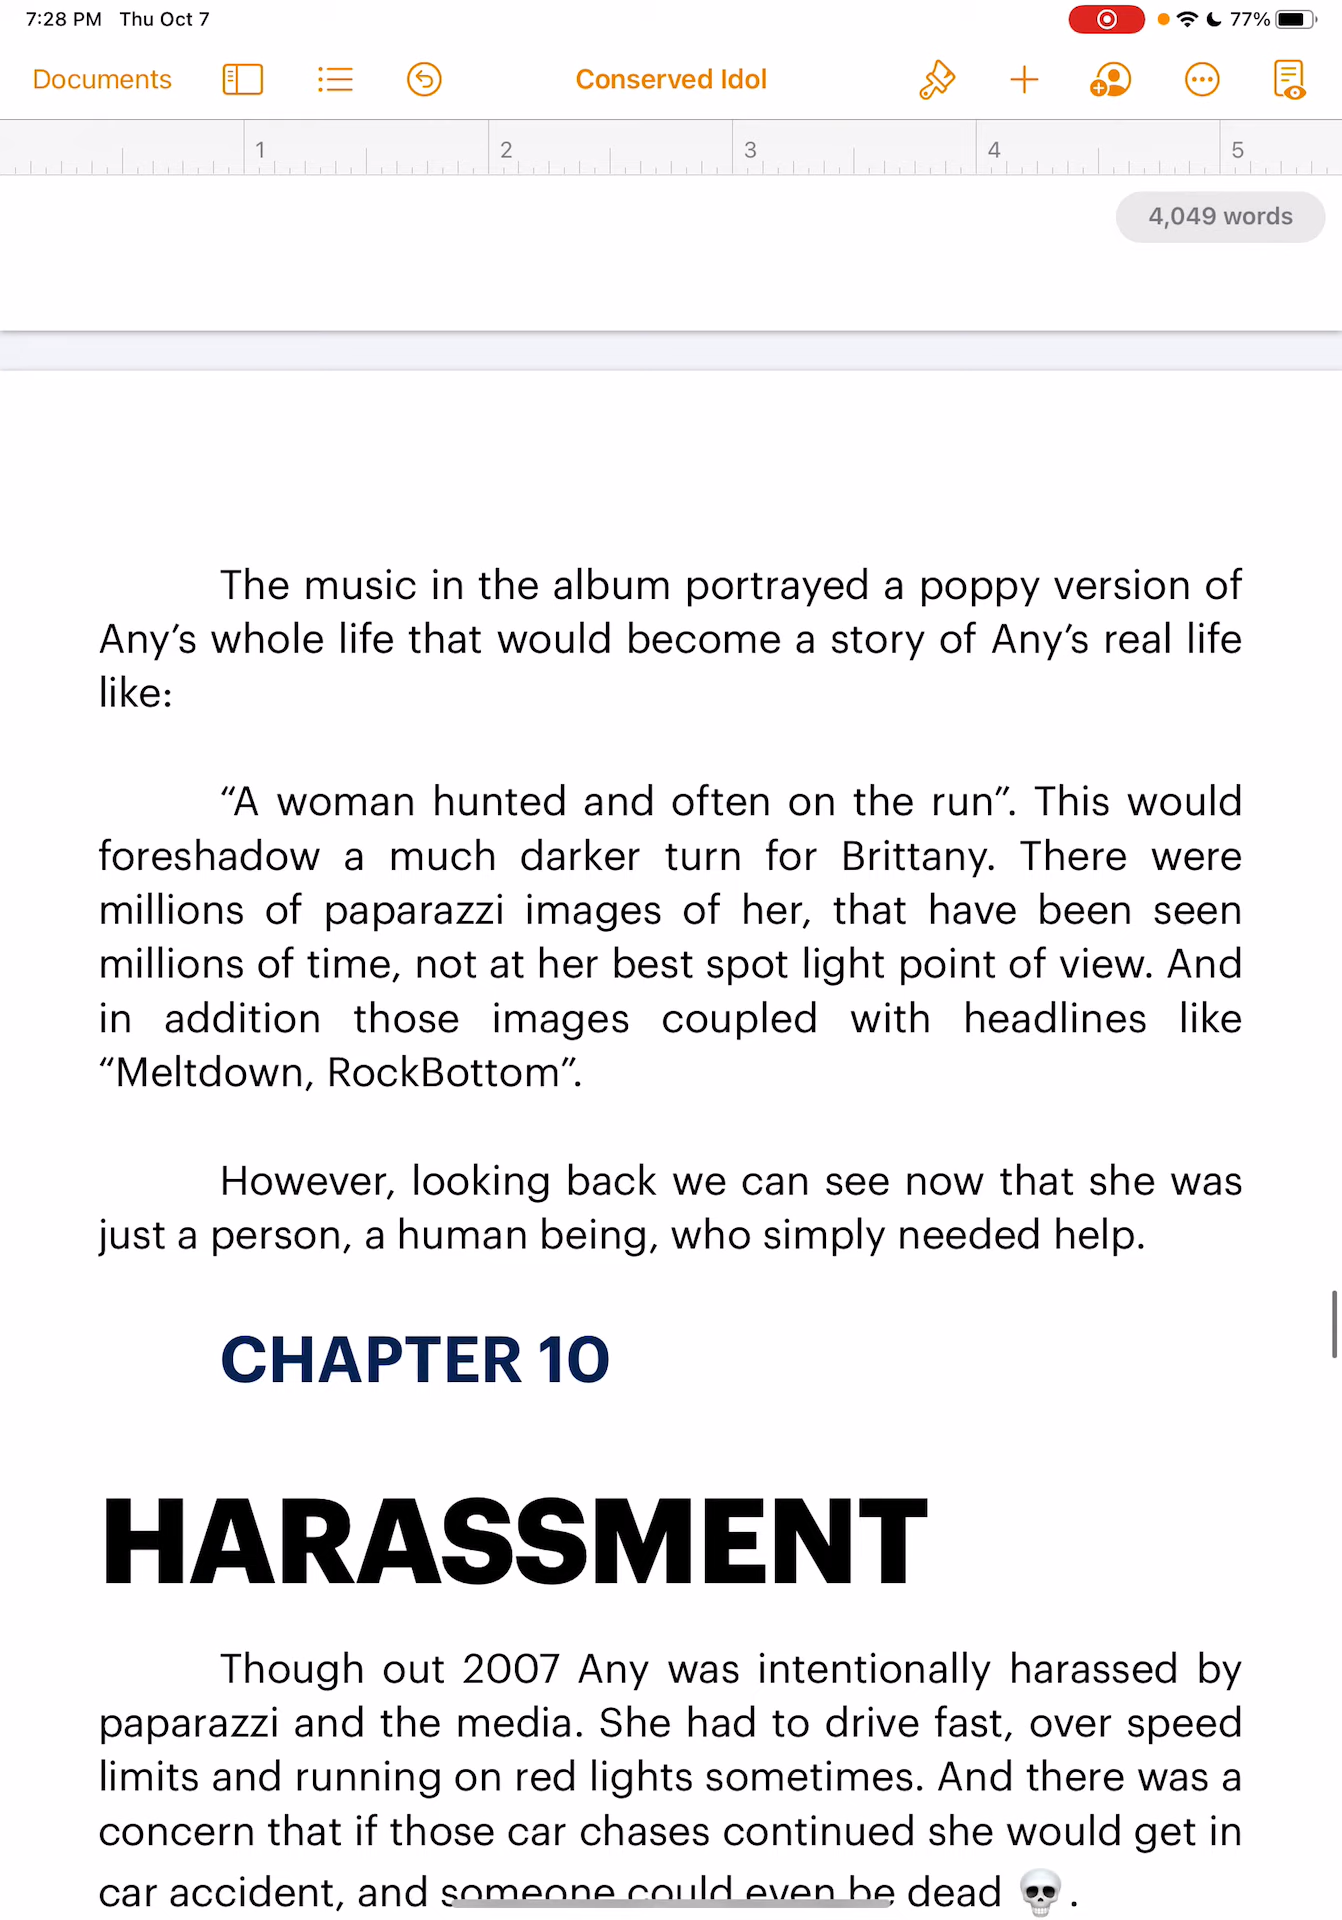 7:28 PM Thu Oct 7 77%
Documents Conserved Idol
1 2 3 4 5
4,049 words
The music in the album portrayed a poppy version of
Any’s whole life that would become a story of Any’s real life
like:
“A woman hunted and often on the run”. This would
foreshadow a much darker turn for Brittany. There were
millions of paparazzi images of her, that have been seen
millions of time, not at her best spot light point of view. And
in addition those images coupled with headlines like
“Meltdown, RockBottom”.
However, looking back we can see now that she was
just a person, a human being, who simply needed help.
CHAPTER 10
HARASSMENT
Though out 2007 Any was intentionally harassed by
paparazzi and the media. She had to drive fast, over speed
limits and running on red lights sometimes. And there was a
concern that if those car chases continued she would get in
car accident, and someone could even be dead 💀.